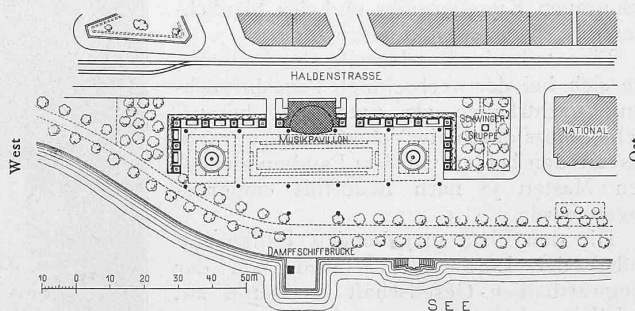 HALDENSTRASSE
West
MUSIKPAVILLON
SCHWINGER
GRUPPE
NATIONAL
Ost
DAMPFSCHIFFBRÜCKE
10 0 10 20 30 40 50m
SEE